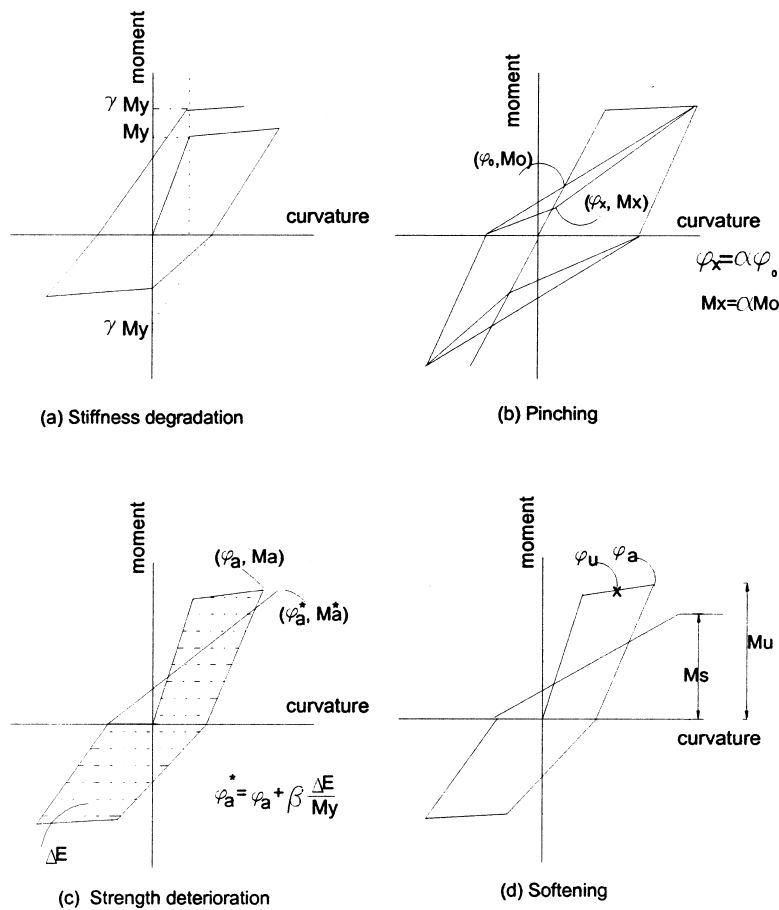 moment
γ My
My
curvature
γ My
(a) Stiffness degradation
moment
(φ₀,Mo)
(φx, Mx)
curvature
φx=αφ₀
Mx=αMo
(b) Pinching
moment
(φa, Ma)
(φa*, Ma*)
curvature
φa* = φa + β ΔE/My
ΔE
(c) Strength deterioration
moment
φu
φa
Mu
Ms
curvature
(d) Softening